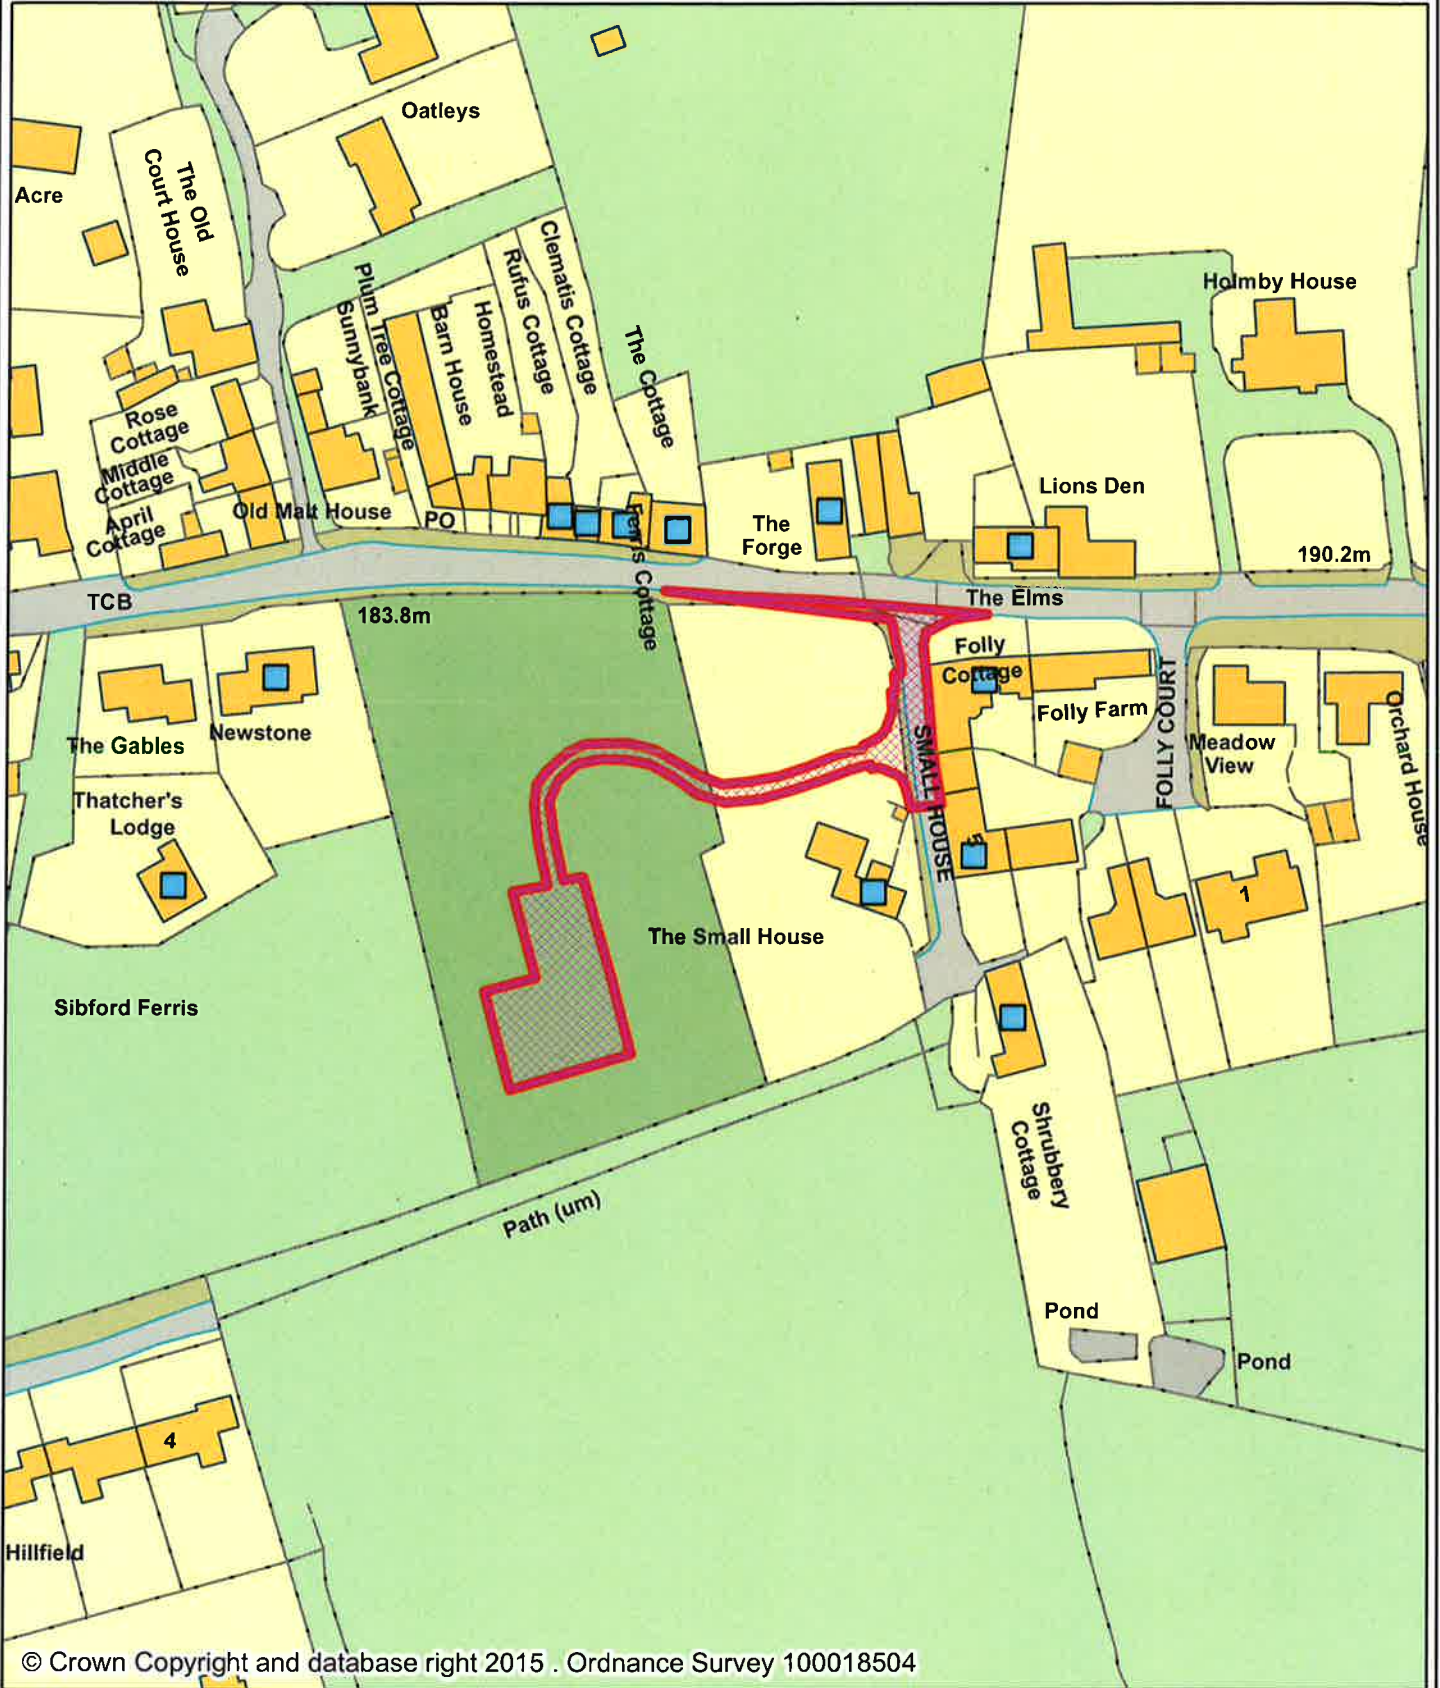 Oatleys
Acre
The Old
Court House
Holmby House
Clematis Cottage
Rufus Cottage
Plum Tree Cottage
Sunnybank
Barn House
Homestead
The Cottage
Rose
Cottage
Middle
Cottage
April
Cottage
Old Malt House
PO
Ferris Cottage
The
Forge
Lions Den
190.2m
TCB
183.8m
The Elms
Folly
Cottage
Folly Farm
FOLLY COURT
SMALL HOUSE
Meadow
View
Orchard House
The Gables
Newstone
Thatcher's
Lodge
5
1
The Small House
Sibford Ferris
Shrubbery
Cottage
Path (um)
Pond
Pond
4
Hillfield
© Crown Copyright and database right 2015 . Ordnance Survey 100018504